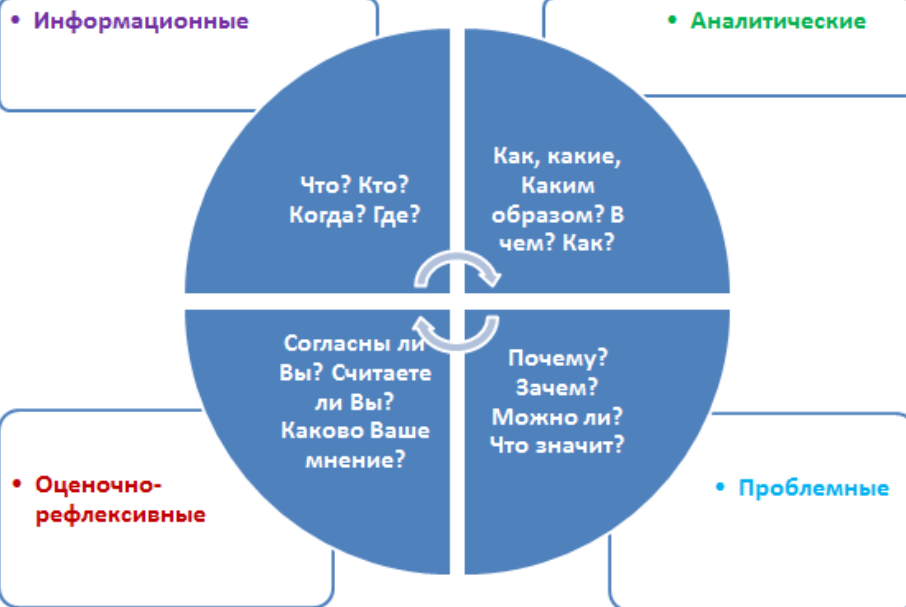 • Информационные
• Аналитические
Что? Кто?
Когда? Где?
Как, какие,
Каким
образом? В
чем? Как?
Согласны ли
Вы? Считаете
ли Вы?
Каково Ваше
мнение?
Почему?
Зачем?
Можно ли?
Что значит?
• Оценочно-
рефлексивные
• Проблемные